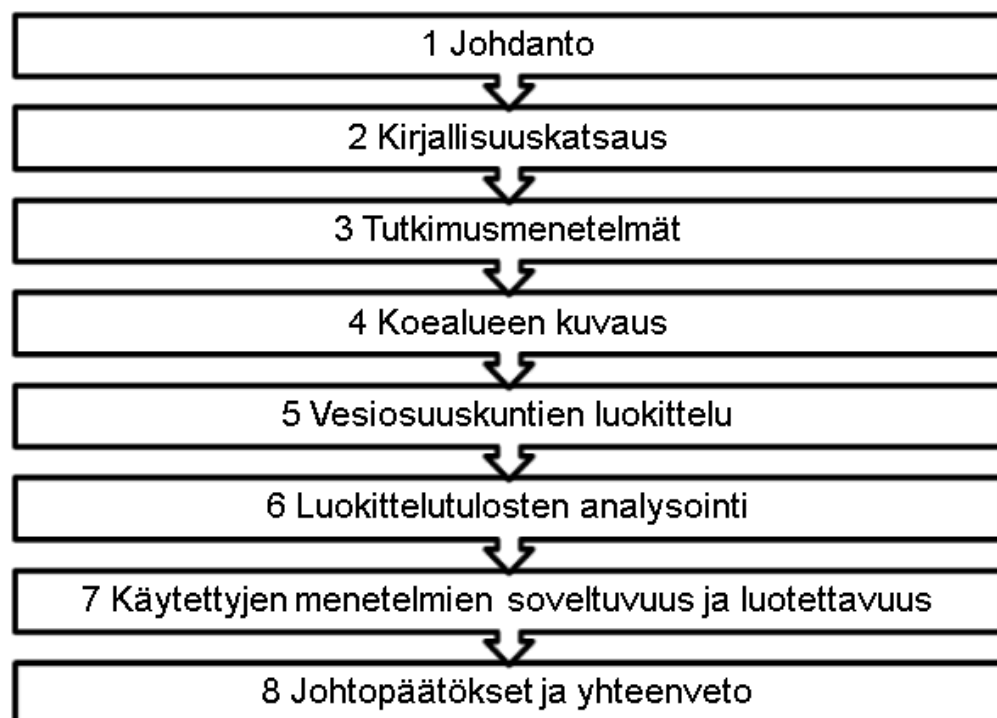 1 Johdanto
2 Kirjallisuuskatsaus
3 Tutkimusmenetelmät
4 Koealueen kuvaus
5 Vesiosuuskuntien luokittelu
6 Luokittelutulosten analysointi
7 Käytettyjen menetelmien soveltuvuus ja luotettavuus
8 Johtopäätökset ja yhteenveto